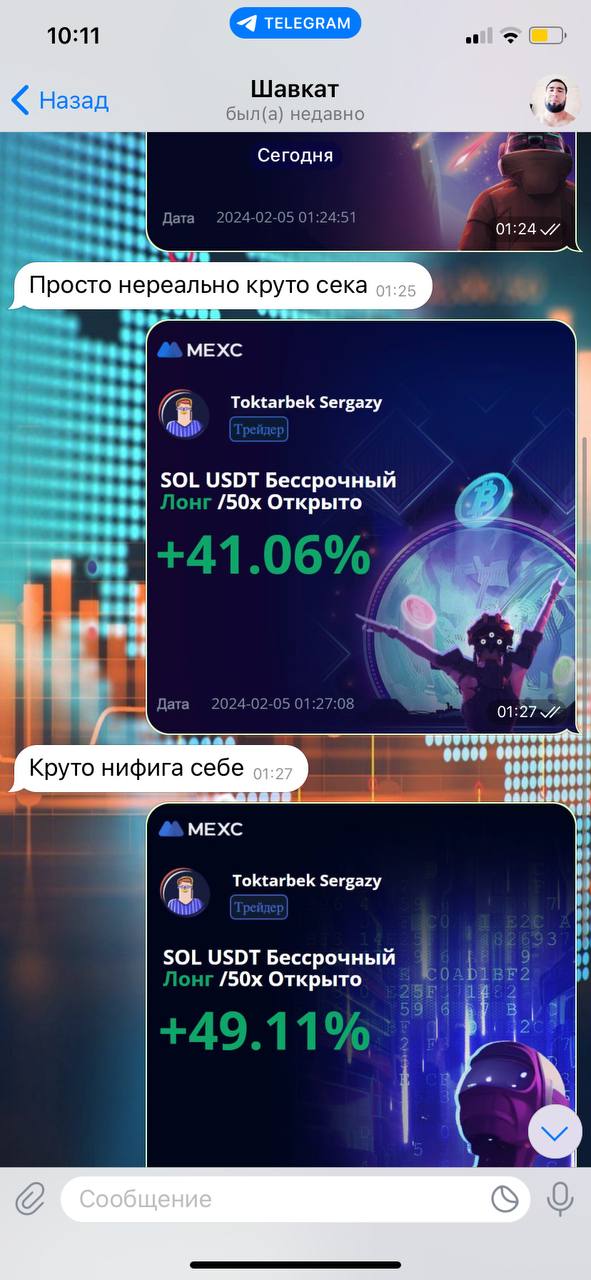 10:11
TELEGRAM
Назад
Шавкат
был(а) недавно
Сегодня
Дата 2024-02-05 01:24:51
01:24
Просто нереально круто сека 01:25
MEXC
Toktarbek Sergazy
Трейдер
SOL USDT Бессрочный
Лонг /50x Открыто
+41.06%
Дата 2024-02-05 01:27:08
01:27
Круто нифига себе 01:27
MEXC
Toktarbek Sergazy
Трейдер
SOL USDT Бессрочный
Лонг /50x Открыто
+49.11%
Сообщение